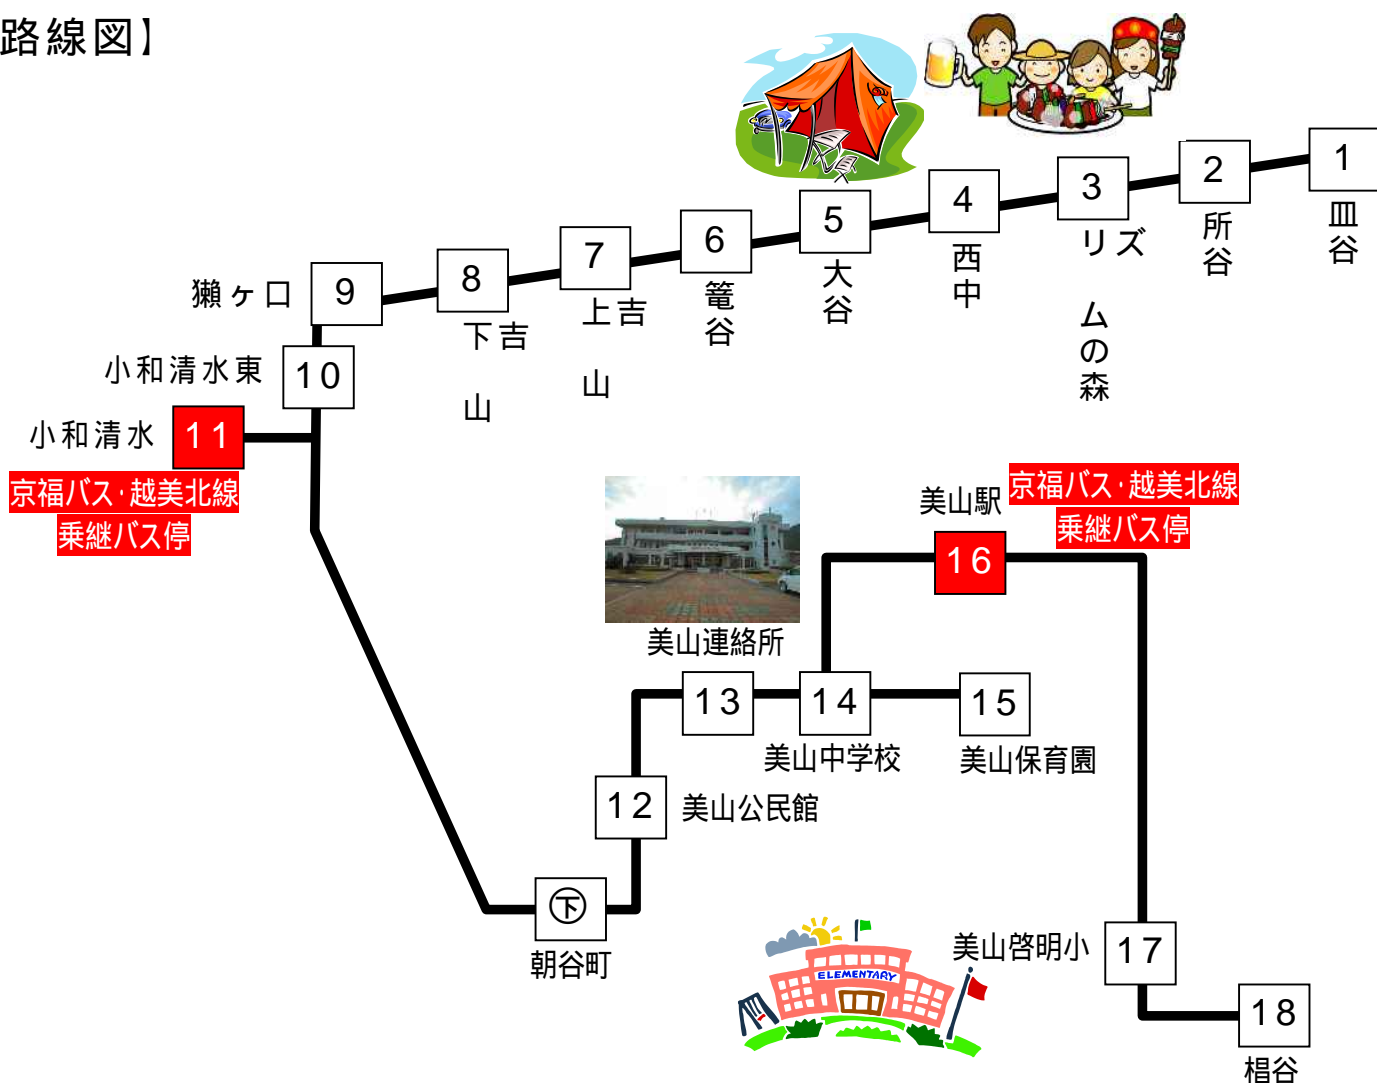 路線図】
1
皿谷
2
所谷
3
リズムの森
4
西中
5
大谷
6
篭谷
7
上吉山
8
下吉山
9
獺ヶ口
10
小和清水東
11
小和清水
京福バス・越美北線
乗継バス停
美山駅
京福バス・越美北線
乗継バス停
16
美山連絡所
13
14
15
美山中学校
美山保育園
12
美山公民館
下
朝谷町
ELEMENTARY
美山啓明小
17
18
椙谷